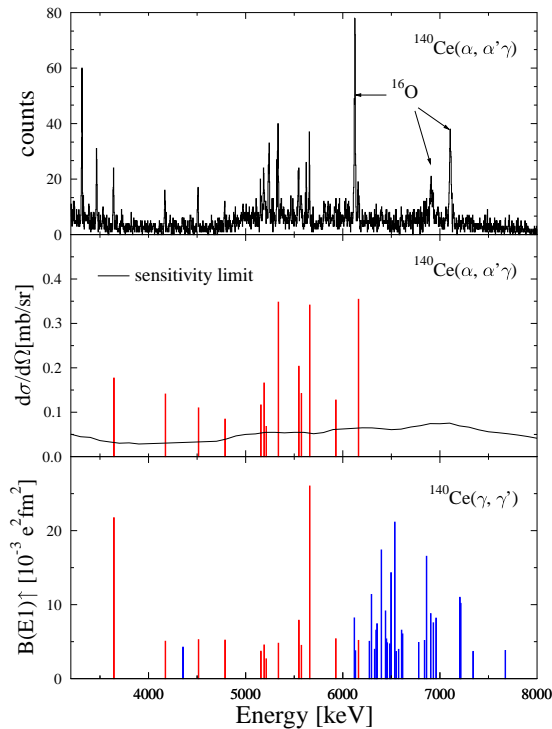 80
¹⁴⁰Ce(α, α’γ)
60
¹⁶O
counts
40
20
0
sensitivity limit
¹⁴⁰Ce(α, α’γ)
0.4
dσ/dΩ[mb/sr]
0.3
0.2
0.1
0.0
¹⁴⁰Ce(γ, γ’)
20
B(E1)↑ [10⁻³ e²fm²]
10
0
4000 5000 6000 7000 8000
Energy [keV]